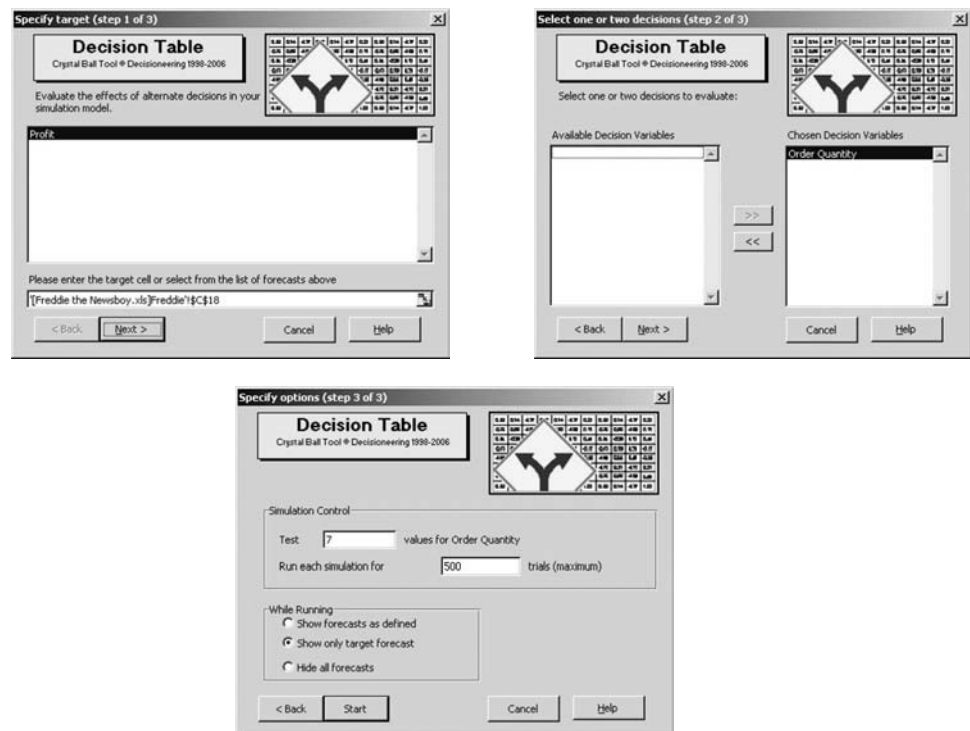 Specify target (step 1 of 3)
Decision Table
Crystal Ball Tool ® Decisioneering 1998-2006
Evaluate the effects of alternate decisions in your
simulation model.
Profit
Please enter the target cell or select from the list of forecasts above
'[Freddie the Newsboy.xls]Freddie'!$C$18
< Back
Next >
Cancel
Help
Select one or two decisions (step 2 of 3)
Decision Table
Crystal Ball Tool ® Decisioneering 1998-2006
Select one or two decisions to evaluate:
Available Decision Variables
Chosen Decision Variables
Order Quantity
>>
<<
< Back
Next >
Cancel
Help
Specify options (step 3 of 3)
Decision Table
Crystal Ball Tool ® Decisioneering 1998-2006
Simulation Control
Test 7 values for Order Quantity
Run each simulation for 500 trials (maximum)
While Running
Show forecasts as defined
Show only target forecast
Hide all forecasts
< Back
Start
Cancel
Help